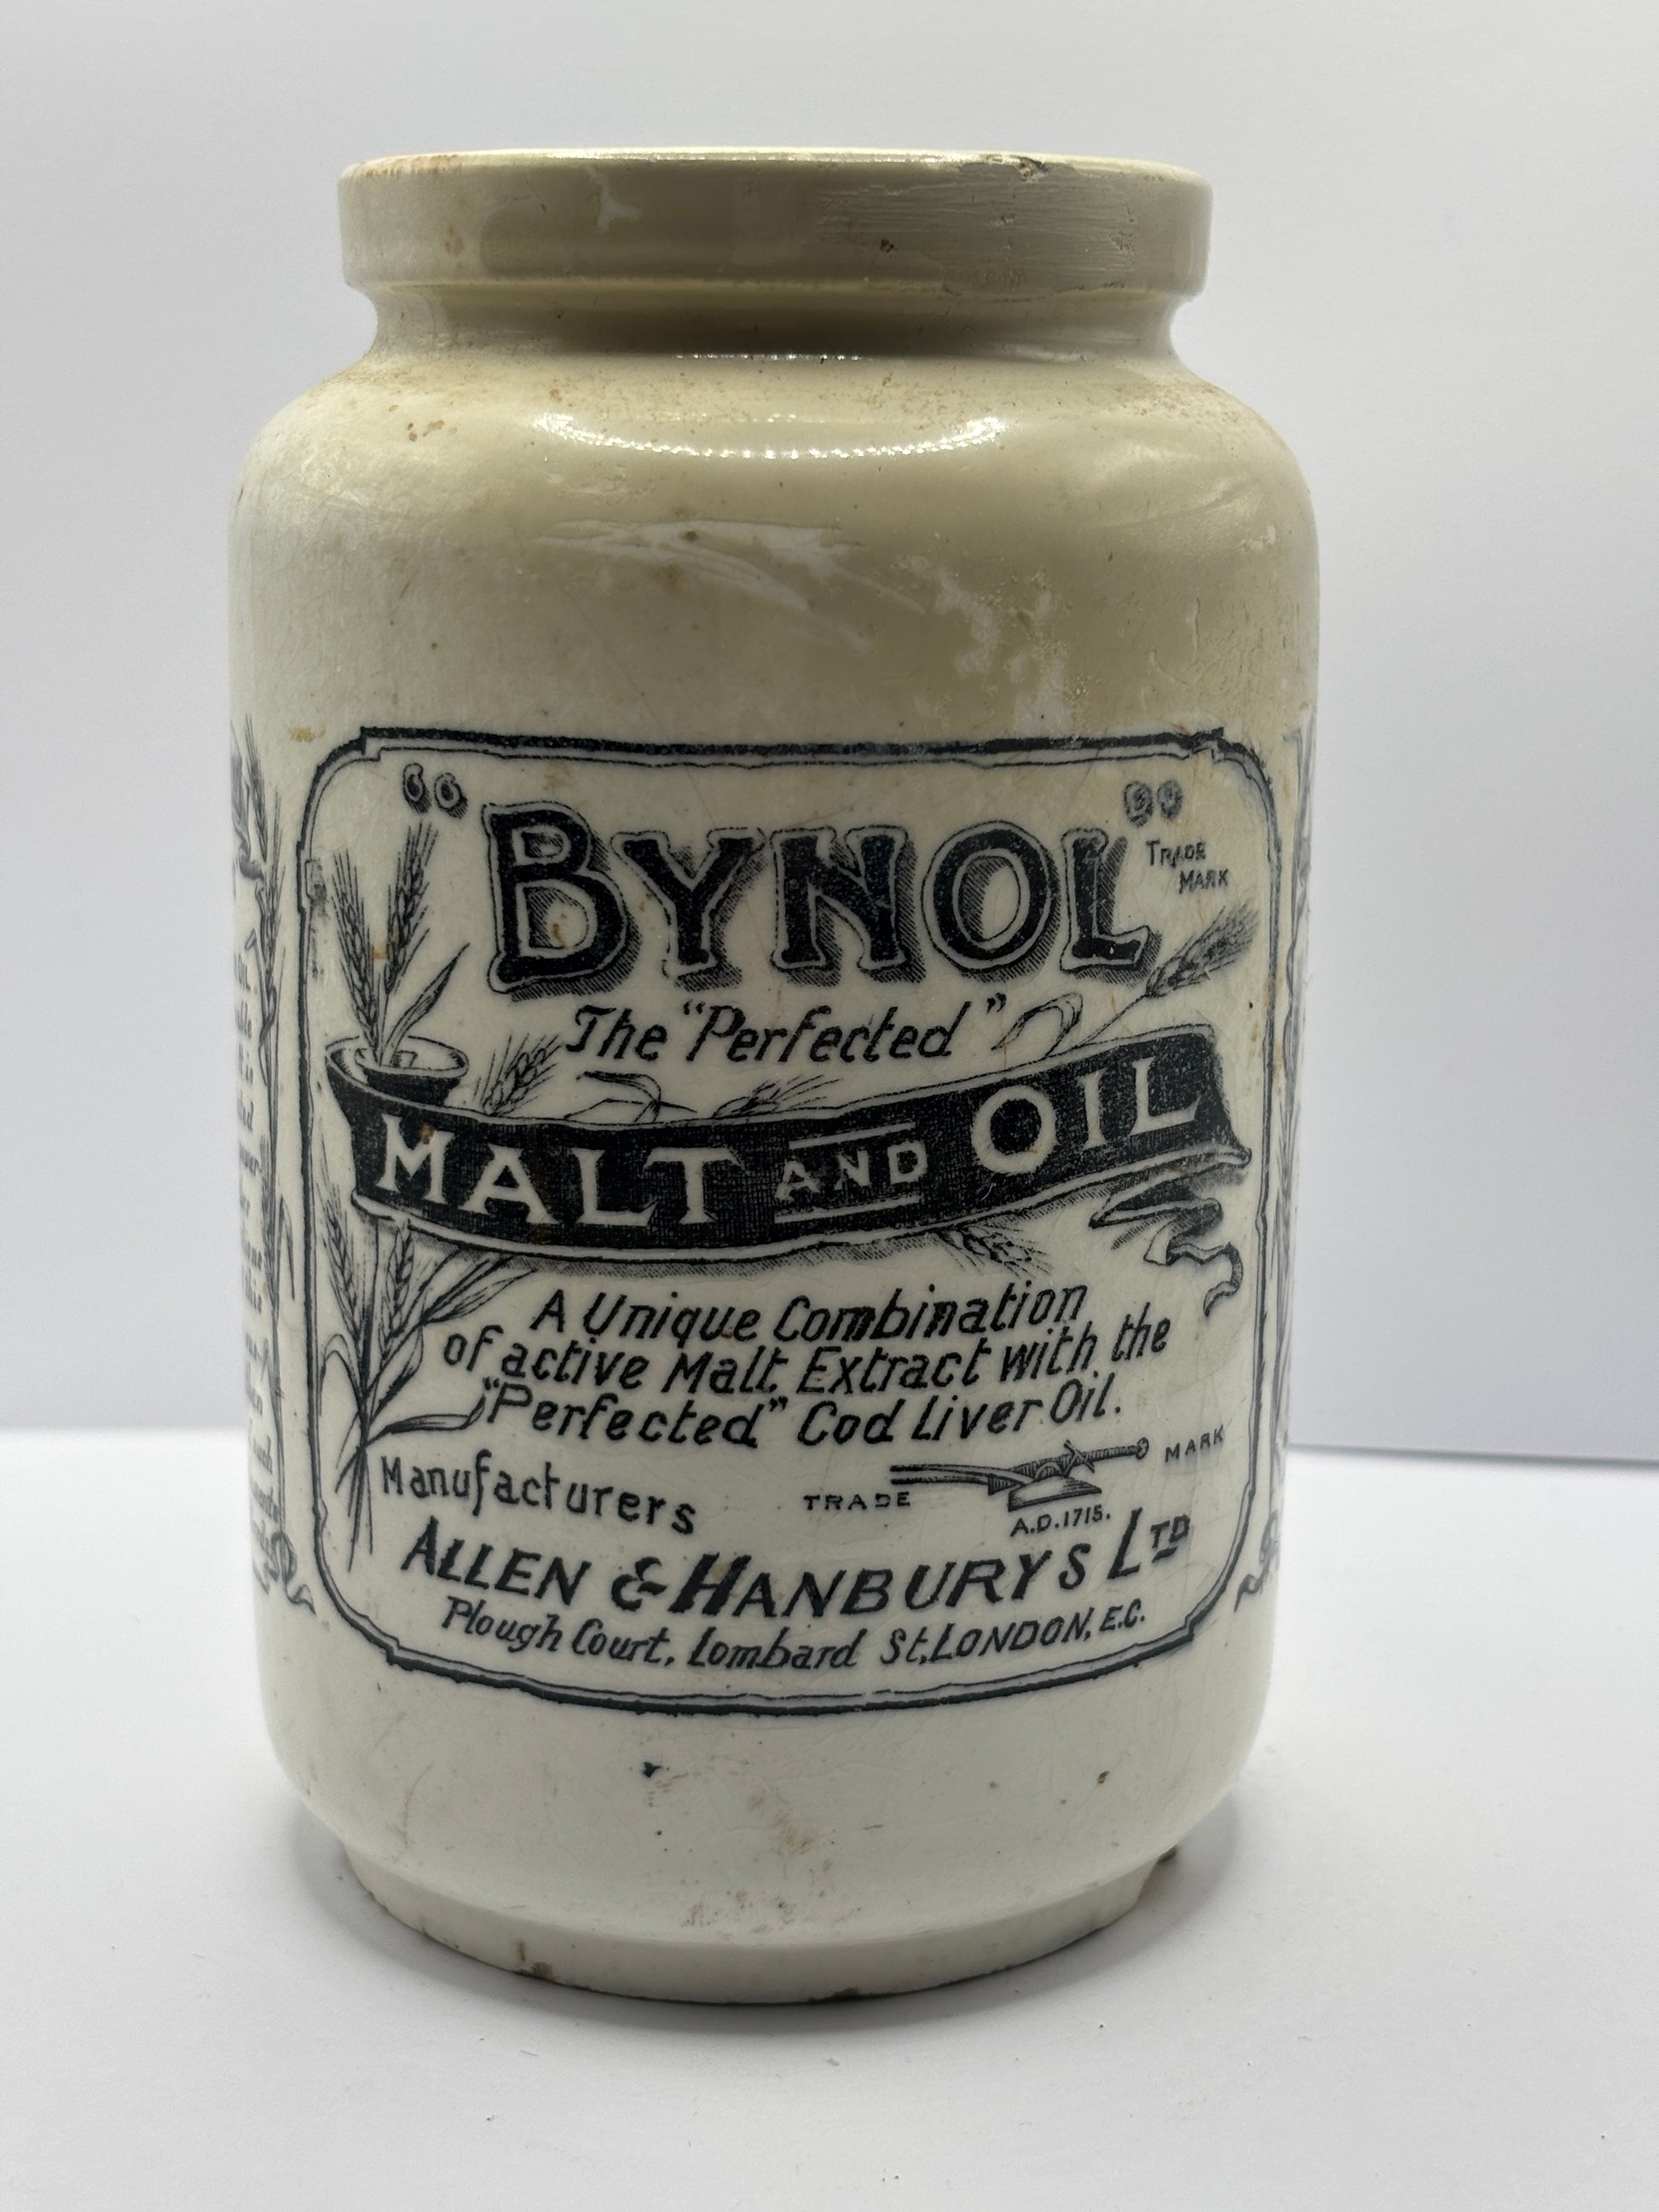 "BYNOL"
TRADE
MARK
The "Perfected"
MALT AND OIL
A Unique Combination
of active Malt Extract with the
"Perfected" Cod Liver Oil.
Manufacturers
TRADE MARK
A.D.1715.
ALLEN & HANBURYS LTD
Plough Court, Lombard St, LONDON, E.C.